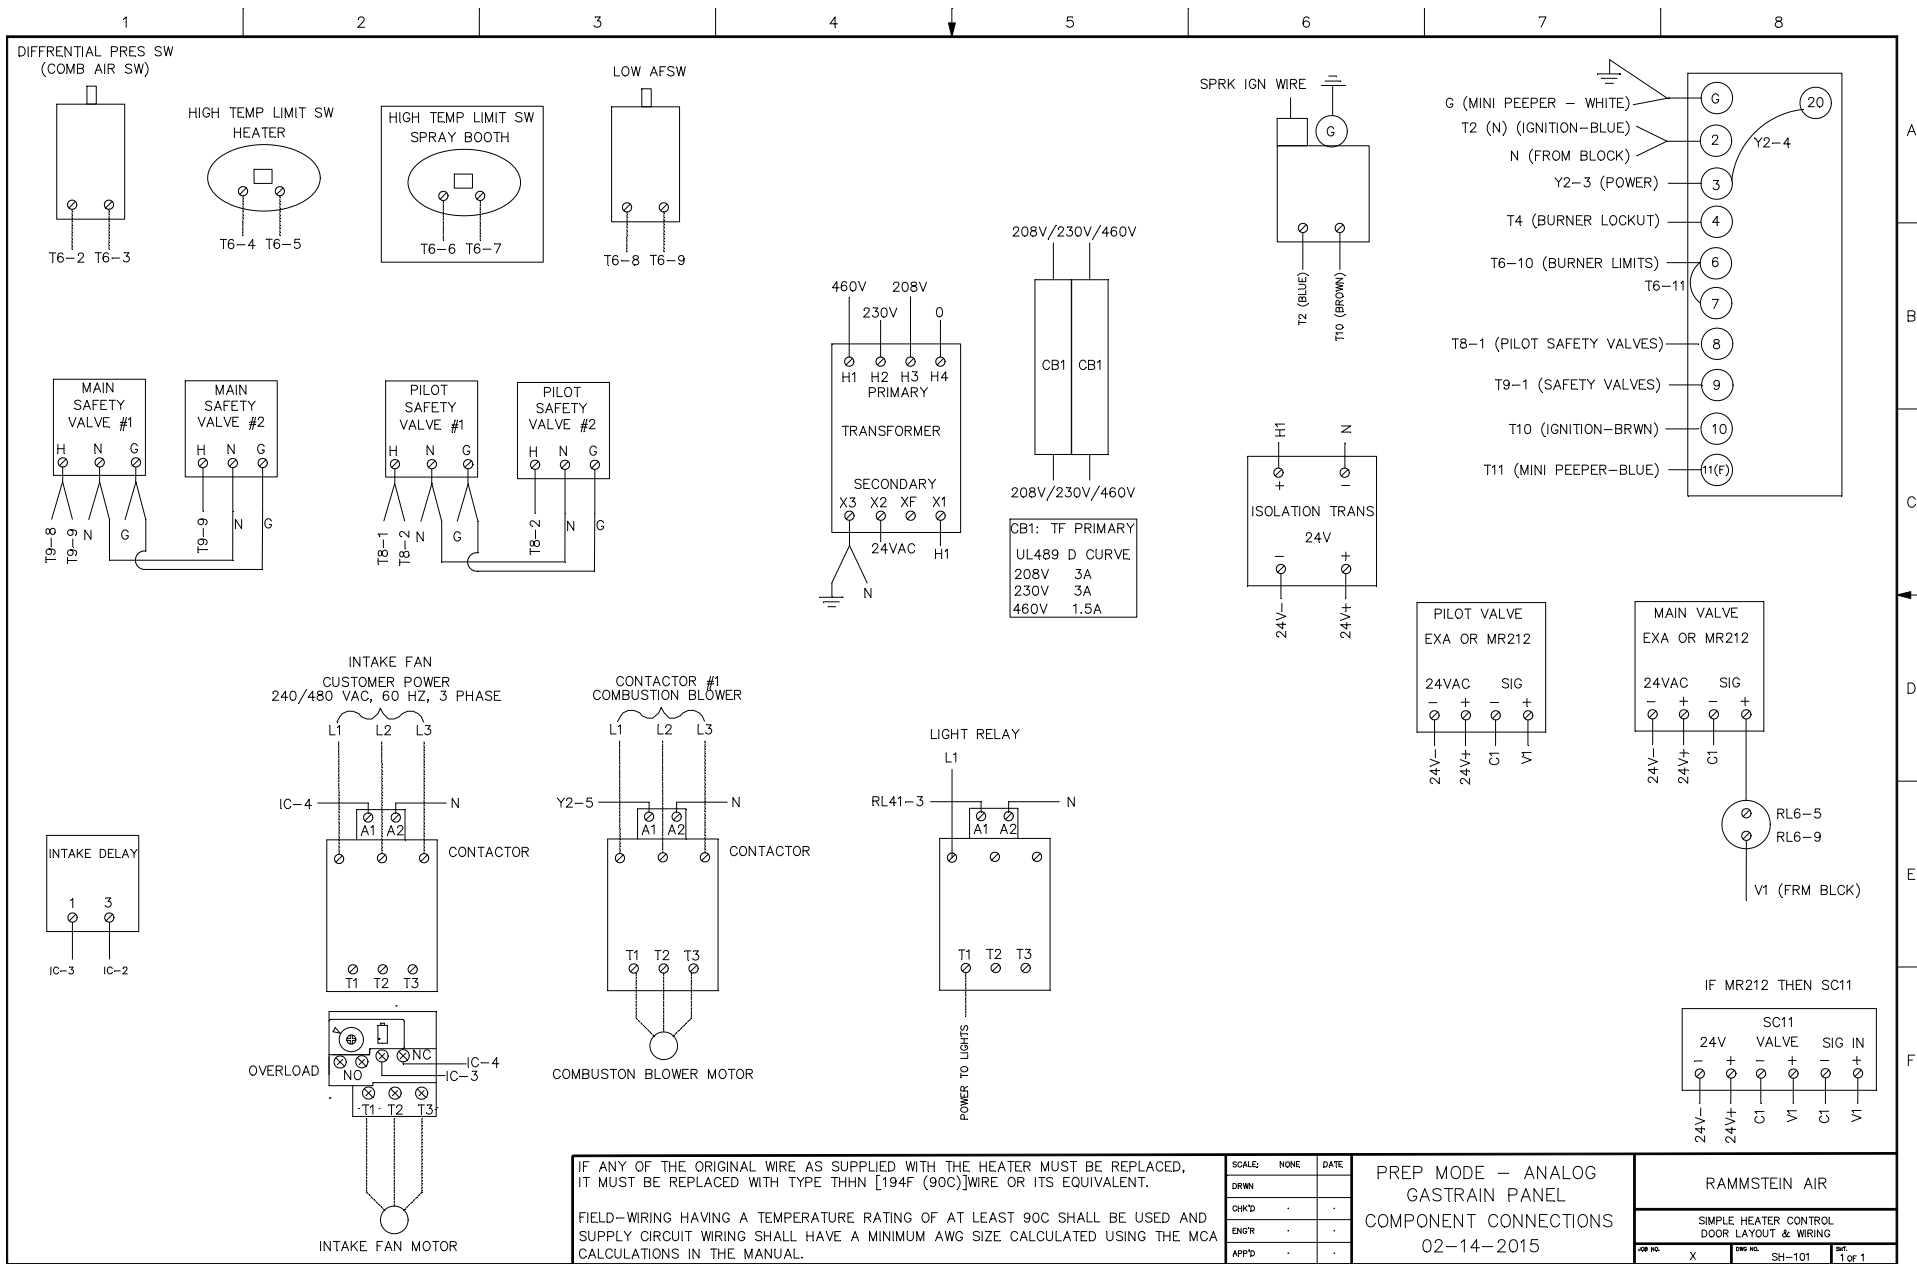 1 2 3 4 5 6 7 8
A
B
C
D
E
F
DIFFRENTIAL PRES SW
(COMB AIR SW)
T6-2 T6-3
HIGH TEMP LIMIT SW
HEATER
T6-4 T6-5
HIGH TEMP LIMIT SW
SPRAY BOOTH
T6-6 T6-7
LOW AFSW
T6-8 T6-9
MAIN
SAFETY
VALVE #1
H N G
T9-8
T9-9
N
G
MAIN
SAFETY
VALVE #2
H N G
T9-9
N
G
PILOT
SAFETY
VALVE #1
H N G
T8-1
T8-2
N
G
PILOT
SAFETY
VALVE #2
H N G
T8-2
N
G
460V 208V
230V 0
H1 H2 H3 H4
PRIMARY
TRANSFORMER
SECONDARY
X3 X2 XF X1
24VAC H1
N
208V/230V/460V
CB1 CB1
208V/230V/460V
CB1: TF PRIMARY
UL489 D CURVE
208V 3A
230V 3A
460V 1.5A
SPRK IGN WIRE
G
T2 (BLUE)
T10 (BROWN)
H1 N
+ -
ISOLATION TRANS
24V
- +
24V-
24V+
G (MINI PEEPER - WHITE)
T2 (N) (IGNITION-BLUE)
N (FROM BLOCK)
Y2-3 (POWER)
T4 (BURNER LOCKUT)
T6-10 (BURNER LIMITS)
T6-11
T8-1 (PILOT SAFETY VALVES)
T9-1 (SAFETY VALVES)
T10 (IGNITION-BRWN)
T11 (MINI PEEPER-BLUE)
G
2
3
4
6
7
8
9
10
11(F)
20
Y2-4
PILOT VALVE
EXA OR MR212
24VAC SIG
- + - +
24V-
24V+
C1
V1
MAIN VALVE
EXA OR MR212
24VAC SIG
- + - +
24V-
24V+
C1
RL6-5
RL6-9
V1 (FRM BLCK)
INTAKE DELAY
1 3
IC-3 IC-2
INTAKE FAN
CUSTOMER POWER
240/480 VAC, 60 HZ, 3 PHASE
L1 L2 L3
IC-4 N
A1 A2
CONTACTOR
T1 T2 T3
OVERLOAD
NO
NC
IC-4
IC-3
T1 T2 T3
INTAKE FAN MOTOR
CONTACTOR #1
COMBUSTION BLOWER
L1 L2 L3
Y2-5 N
A1 A2
CONTACTOR
T1 T2 T3
COMBUSTON BLOWER MOTOR
LIGHT RELAY
L1
RL41-3 N
A1 A2
T1 T2 T3
POWER TO LIGHTS
IF MR212 THEN SC11
SC11
24V VALVE SIG IN
- + - + - +
24V-
24V+
C1
V1
C1
V1
IF ANY OF THE ORIGINAL WIRE AS SUPPLIED WITH THE HEATER MUST BE REPLACED,
IT MUST BE REPLACED WITH TYPE THHN [194F (90C)]WIRE OR ITS EQUIVALENT.
FIELD-WIRING HAVING A TEMPERATURE RATING OF AT LEAST 90C SHALL BE USED AND
SUPPLY CIRCUIT WIRING SHALL HAVE A MINIMUM AWG SIZE CALCULATED USING THE MCA
CALCULATIONS IN THE MANUAL.
SCALE: NONE DATE
DRWN
CHK'D
ENG'R
APP'D
PREP MODE - ANALOG
GASTRAIN PANEL
COMPONENT CONNECTIONS
02-14-2015
RAMMSTEIN AIR
SIMPLE HEATER CONTROL
DOOR LAYOUT & WIRING
JOB NO. X
DWG NO. SH-101
SHT. 1 OF 1